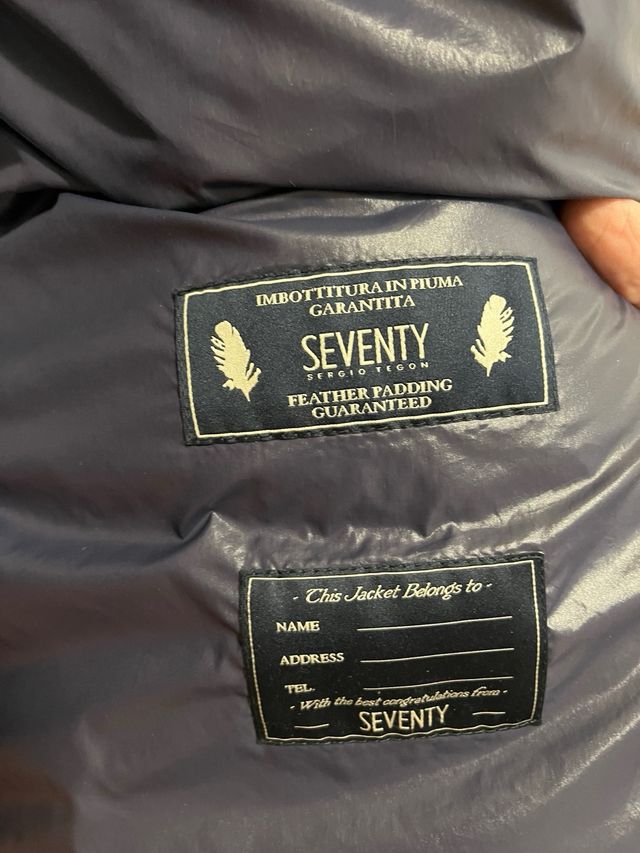 IMBOTTITURA IN PIUMA
GARANTITA
SEVENTY
SERGIO TEGON
FEATHER PADDING
GUARANTEED
- This Jacket Belongs to -
NAME
ADDRESS
TEL.
- With the best congratulations from -
SEVENTY